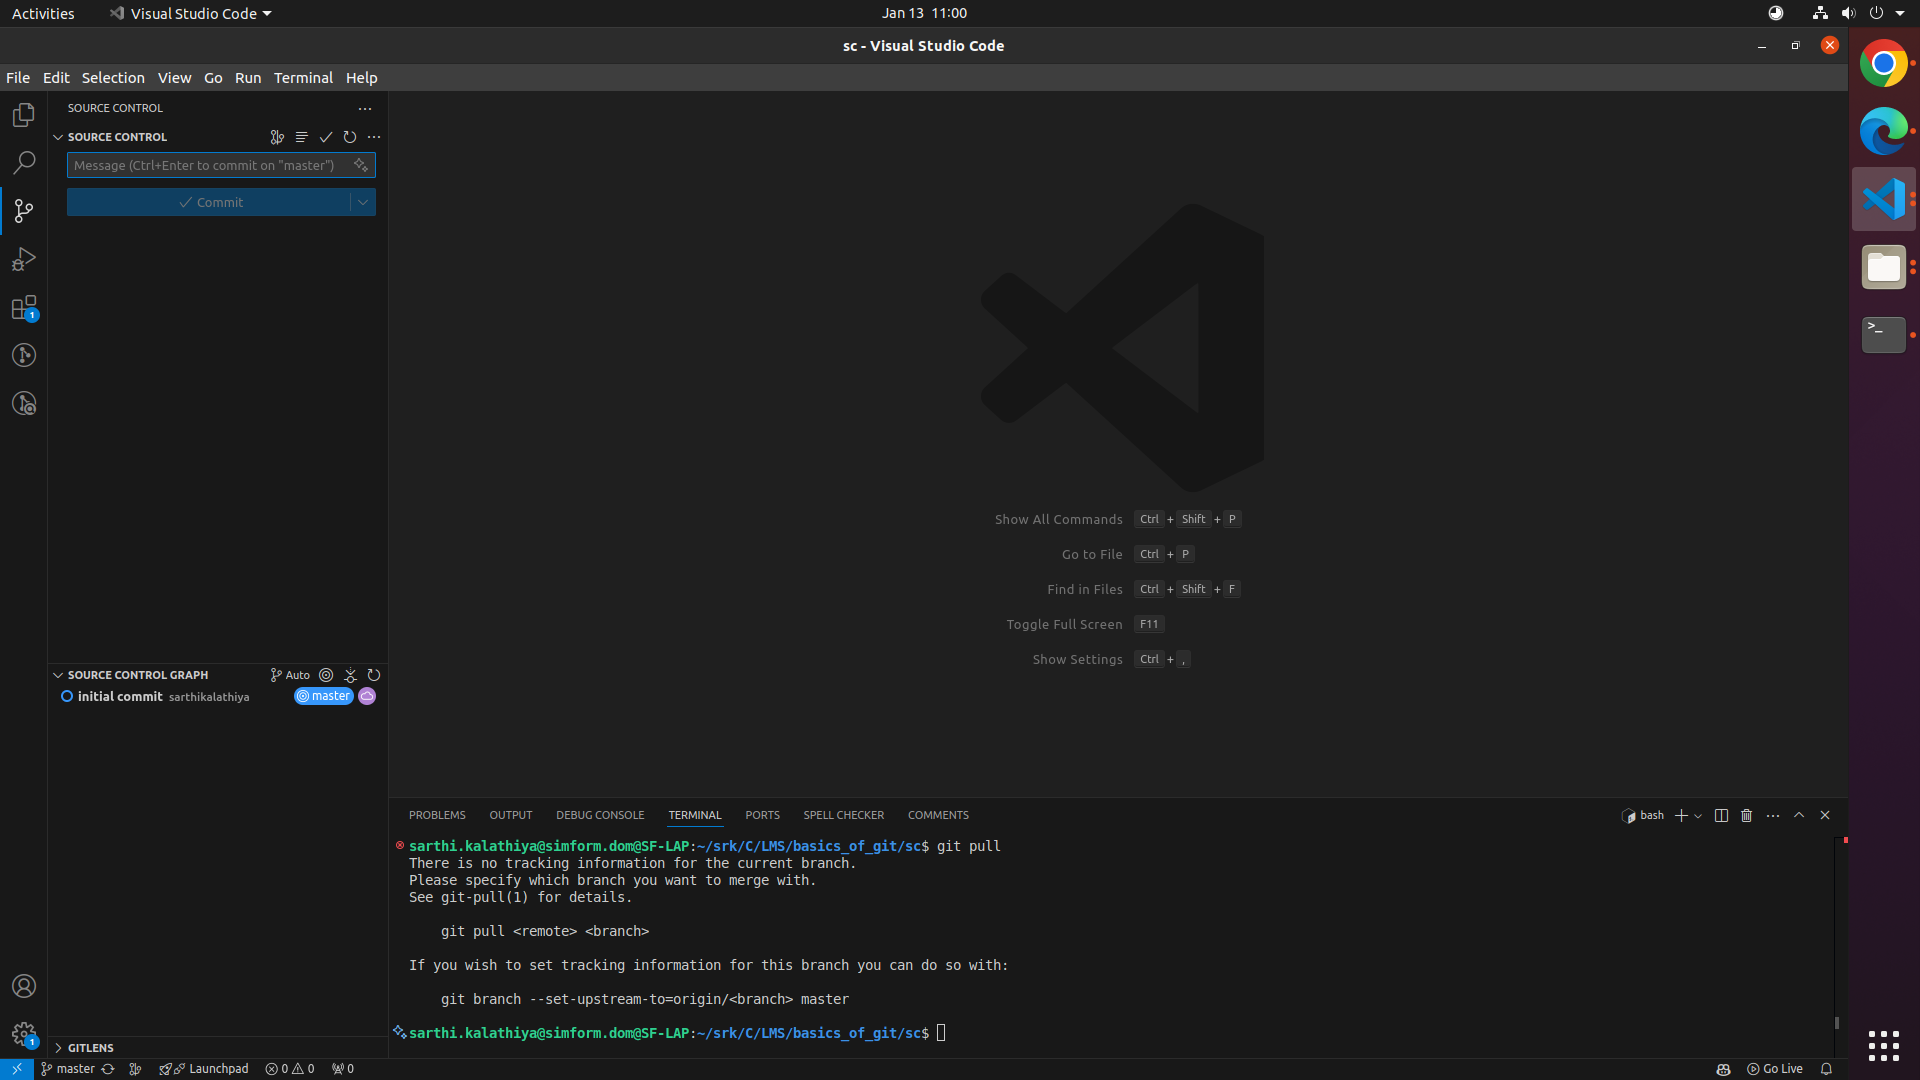 Activities
Visual Studio Code
Jan 13 11:00
sc - Visual Studio Code
File Edit Selection View Go Run Terminal Help
SOURCE CONTROL
SOURCE CONTROL
Message (Ctrl+Enter to commit on "master")
Commit
1
Show All Commands Ctrl + Shift + P
Go to File Ctrl + P
Find in Files Ctrl + Shift + F
Toggle Full Screen F11
Show Settings Ctrl + ,
SOURCE CONTROL GRAPH
Auto
initial commit sarthikalathiya master
PROBLEMS OUTPUT DEBUG CONSOLE TERMINAL PORTS SPELL CHECKER COMMENTS
bash
sarthi.kalathiya@simform.dom@SF-LAP:~/srk/C/LMS/basics_of_git/sc$ git pull
There is no tracking information for the current branch.
Please specify which branch you want to merge with.
See git-pull(1) for details.
git pull <remote> <branch>
If you wish to set tracking information for this branch you can do so with:
git branch --set-upstream-to=origin/<branch> master
sarthi.kalathiya@simform.dom@SF-LAP:~/srk/C/LMS/basics_of_git/sc$
1
GITLENS
master
Launchpad
0 0
0
Go Live
>_